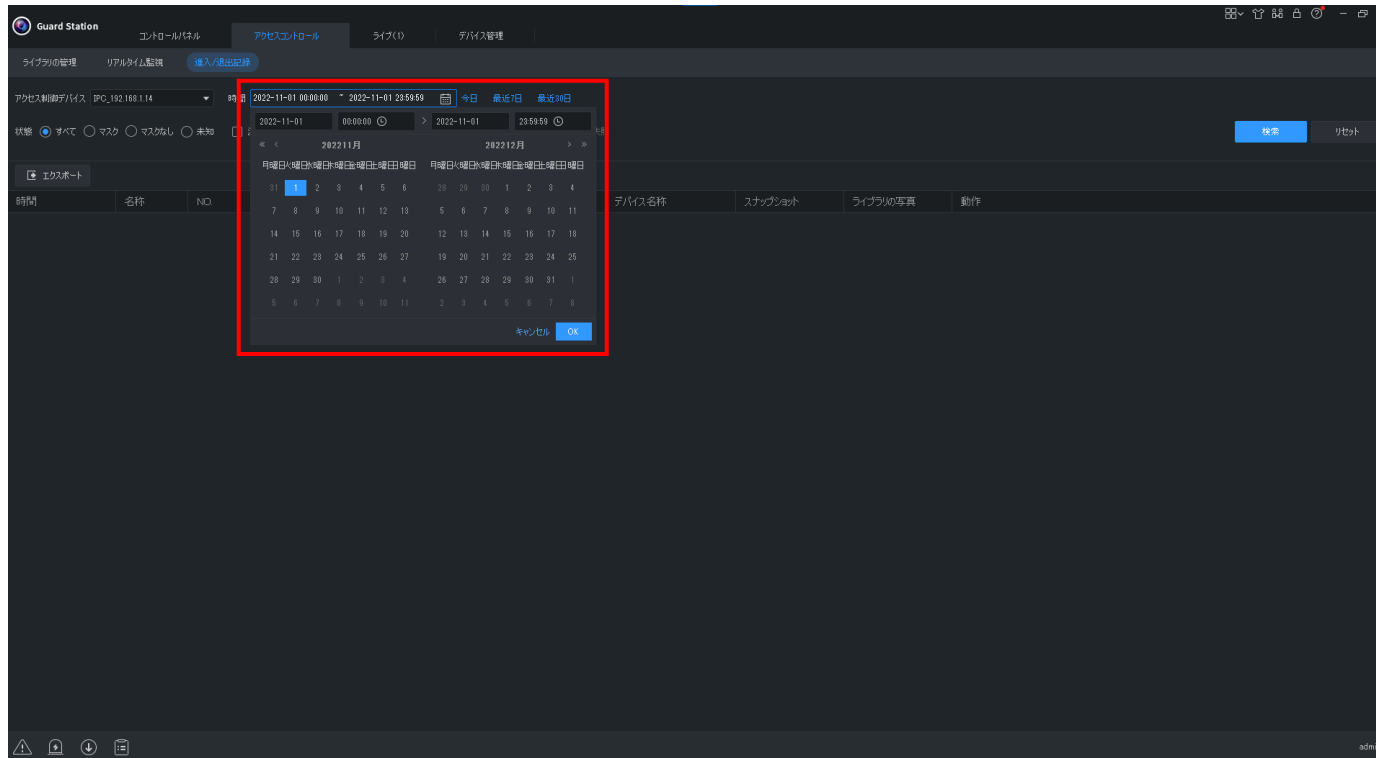 Guard Station コントロールパネル アクセスコントロール ライブ(1) デバイス管理
ライブラリの管理 リアルタイム監視 進入/退出記録
アクセス制御デバイス IPC_192.168.1.14 時間 2022-11-01 00:00:00 ~ 2022-11-01 23:59:59 今日 最近7日 最近30日
2022-11-01 00:00:00 > 2022-11-01 23:59:59
状態 すべて マスク マスクなし 未知 検索 リセット
« < 202211月 202212月 > »
月曜日火曜日水曜日木曜日金曜日土曜日日曜日 月曜日火曜日水曜日木曜日金曜日土曜日日曜日
エクスポート
31 1 2 3 4 5 6 28 29 30 1 2 3 4
時間 名称 NO. デバイス名称 スナップショット ライブラリの写真 動作
7 8 9 10 11 12 13 5 6 7 8 9 10 11
14 15 16 17 18 19 20 12 13 14 15 16 17 18
21 22 23 24 25 26 27 19 20 21 22 23 24 25
28 29 30 1 2 3 4 26 27 28 29 30 31 1
5 6 7 8 9 10 11 2 3 4 5 6 7 8
キャンセル OK
admi